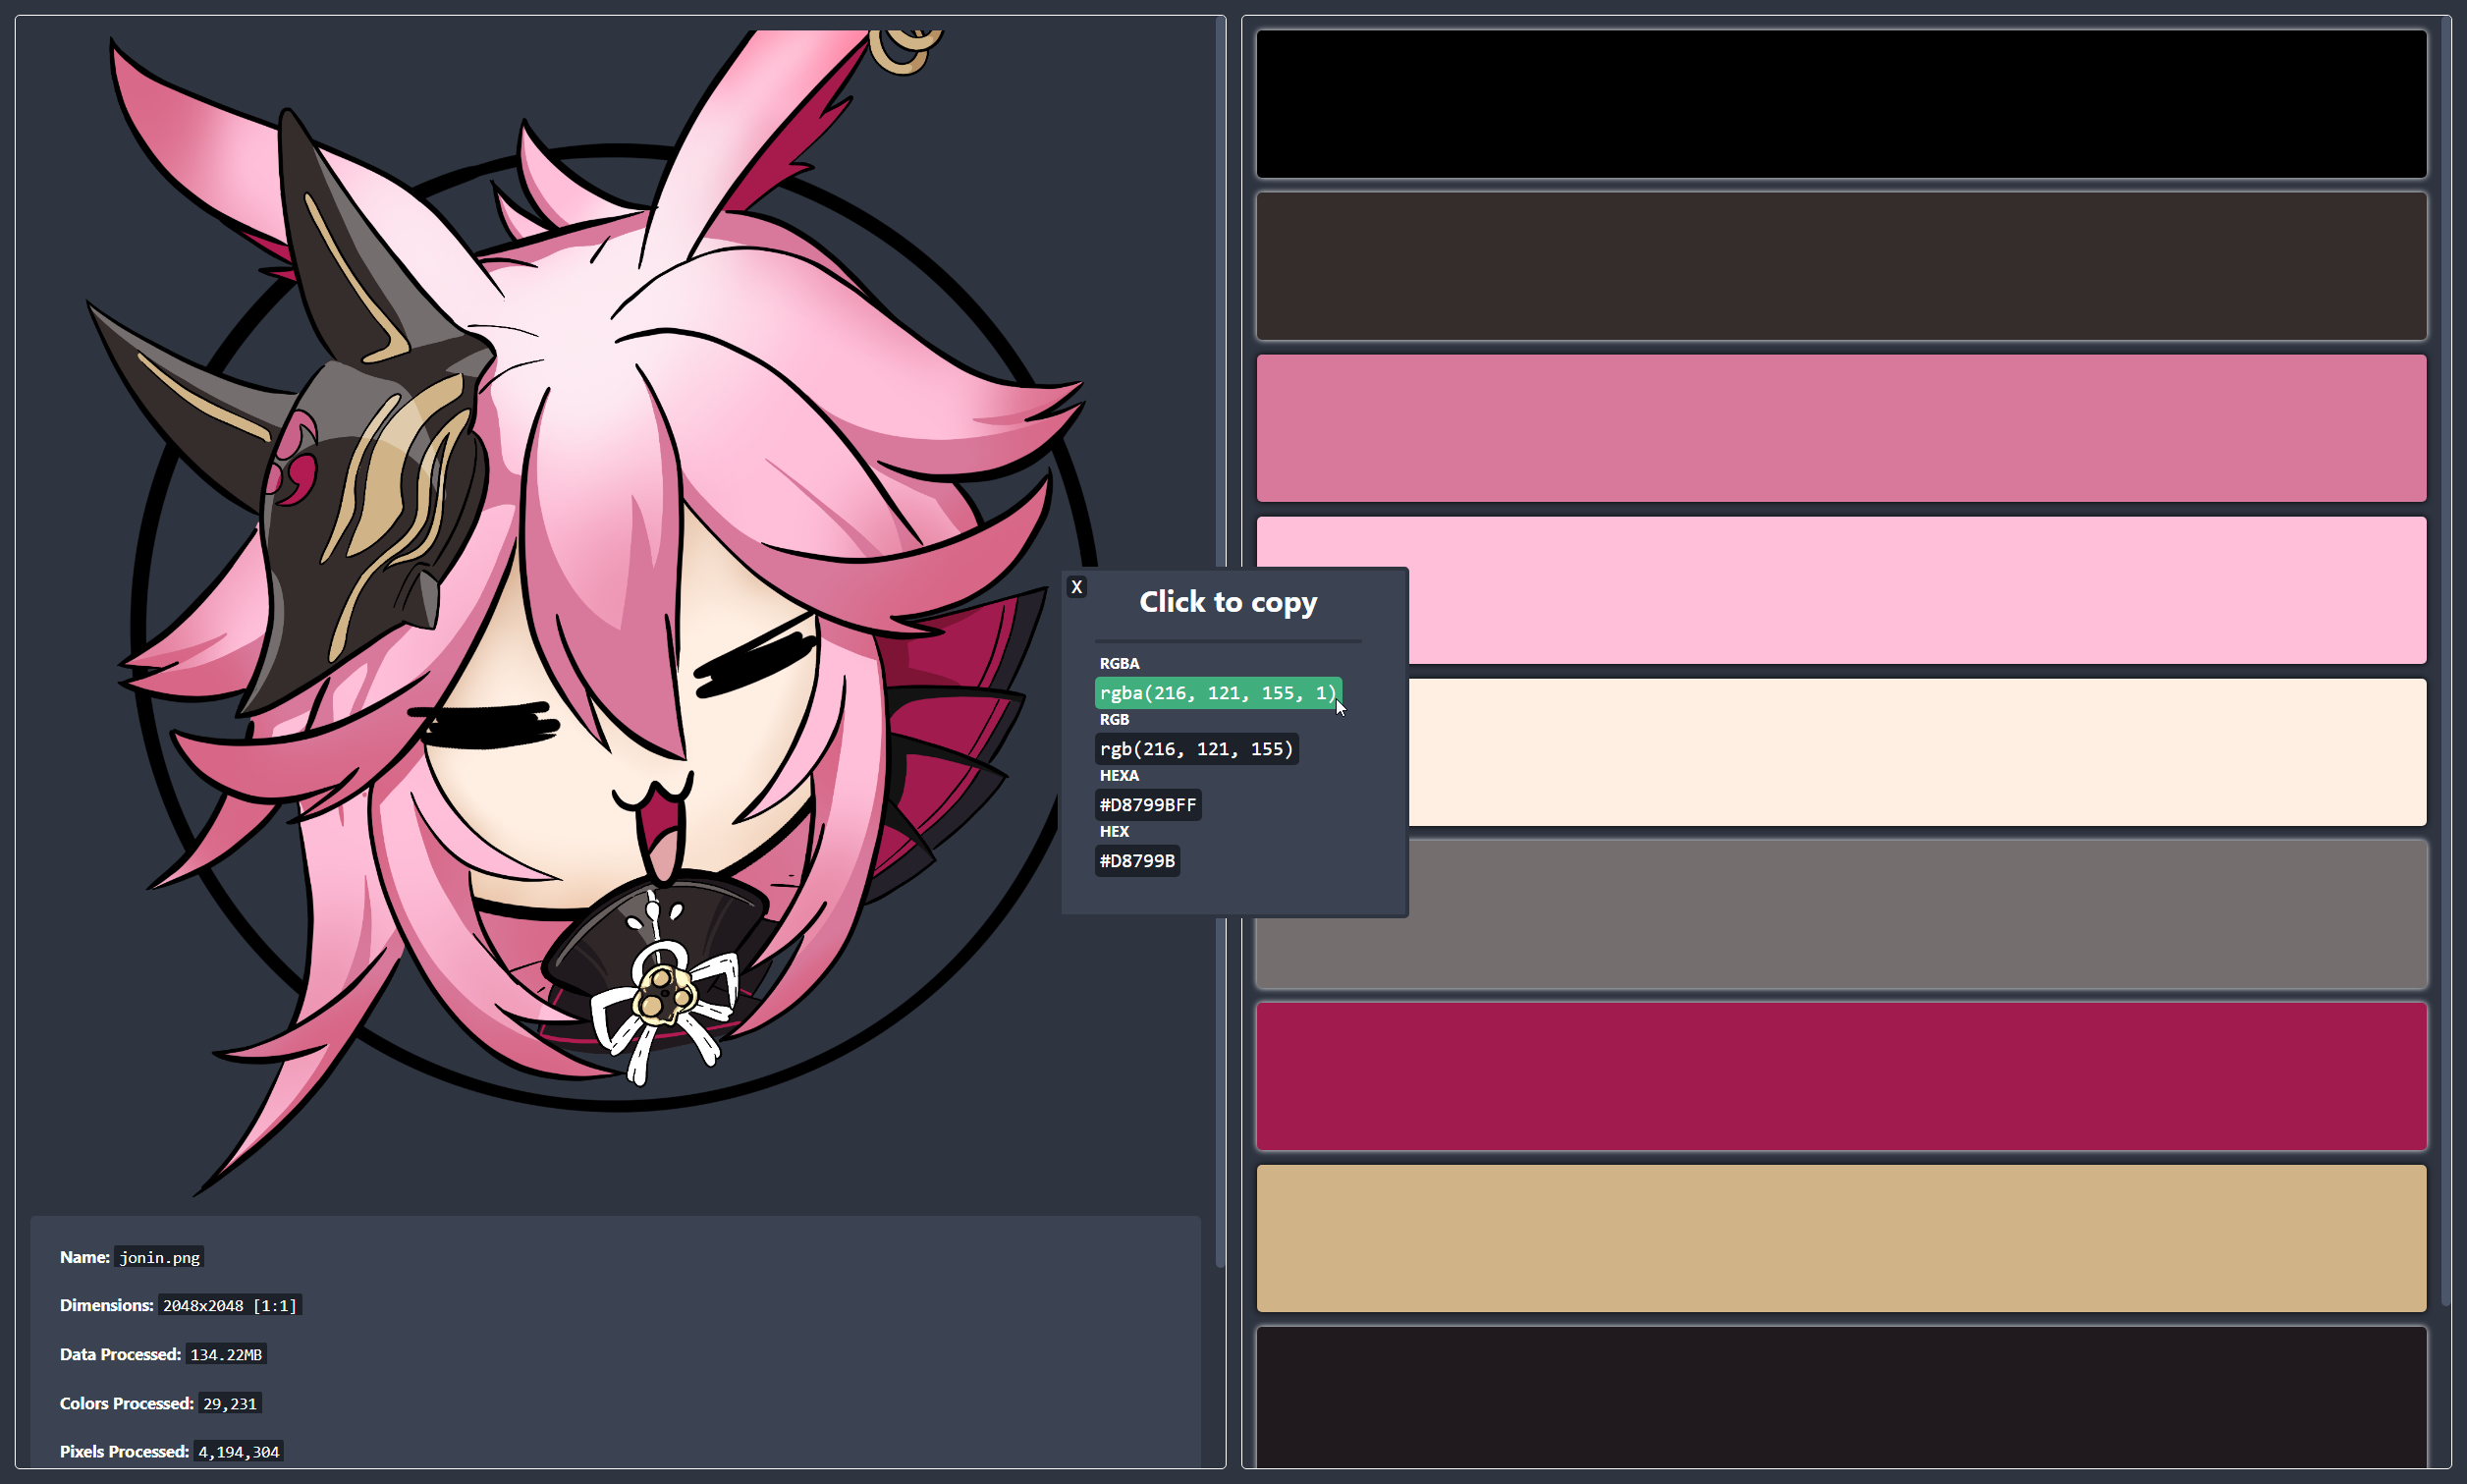 X
Click to copy
RGBA
rgba(216, 121, 155, 1)
RGB
rgb(216, 121, 155)
HEXA
#D8799BFF
HEX
#D8799B
Name: jonin.png
Dimensions: 2048x2048 [1:1]
Data Processed: 134.22MB
Colors Processed: 29,231
Pixels Processed: 4,194,304